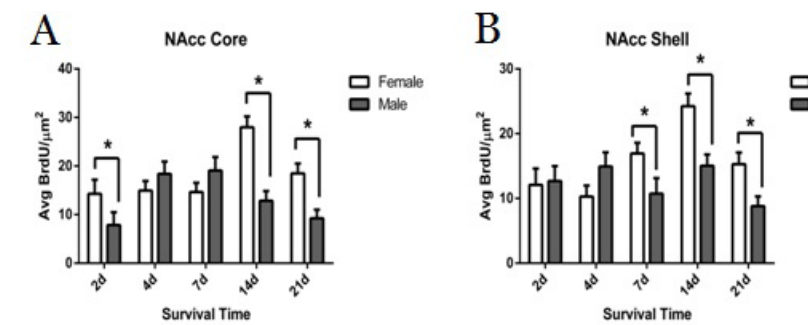 A
NAcc Core
40
30
20
10
0
Avg BrdU/μm²
*
*
*
2d
4d
7d
14d
21d
Survival Time
Female
Male
B
NAcc Shell
30
20
10
0
Avg BrdU/μm²
*
*
*
2d
4d
7d
14d
21d
Survival Time